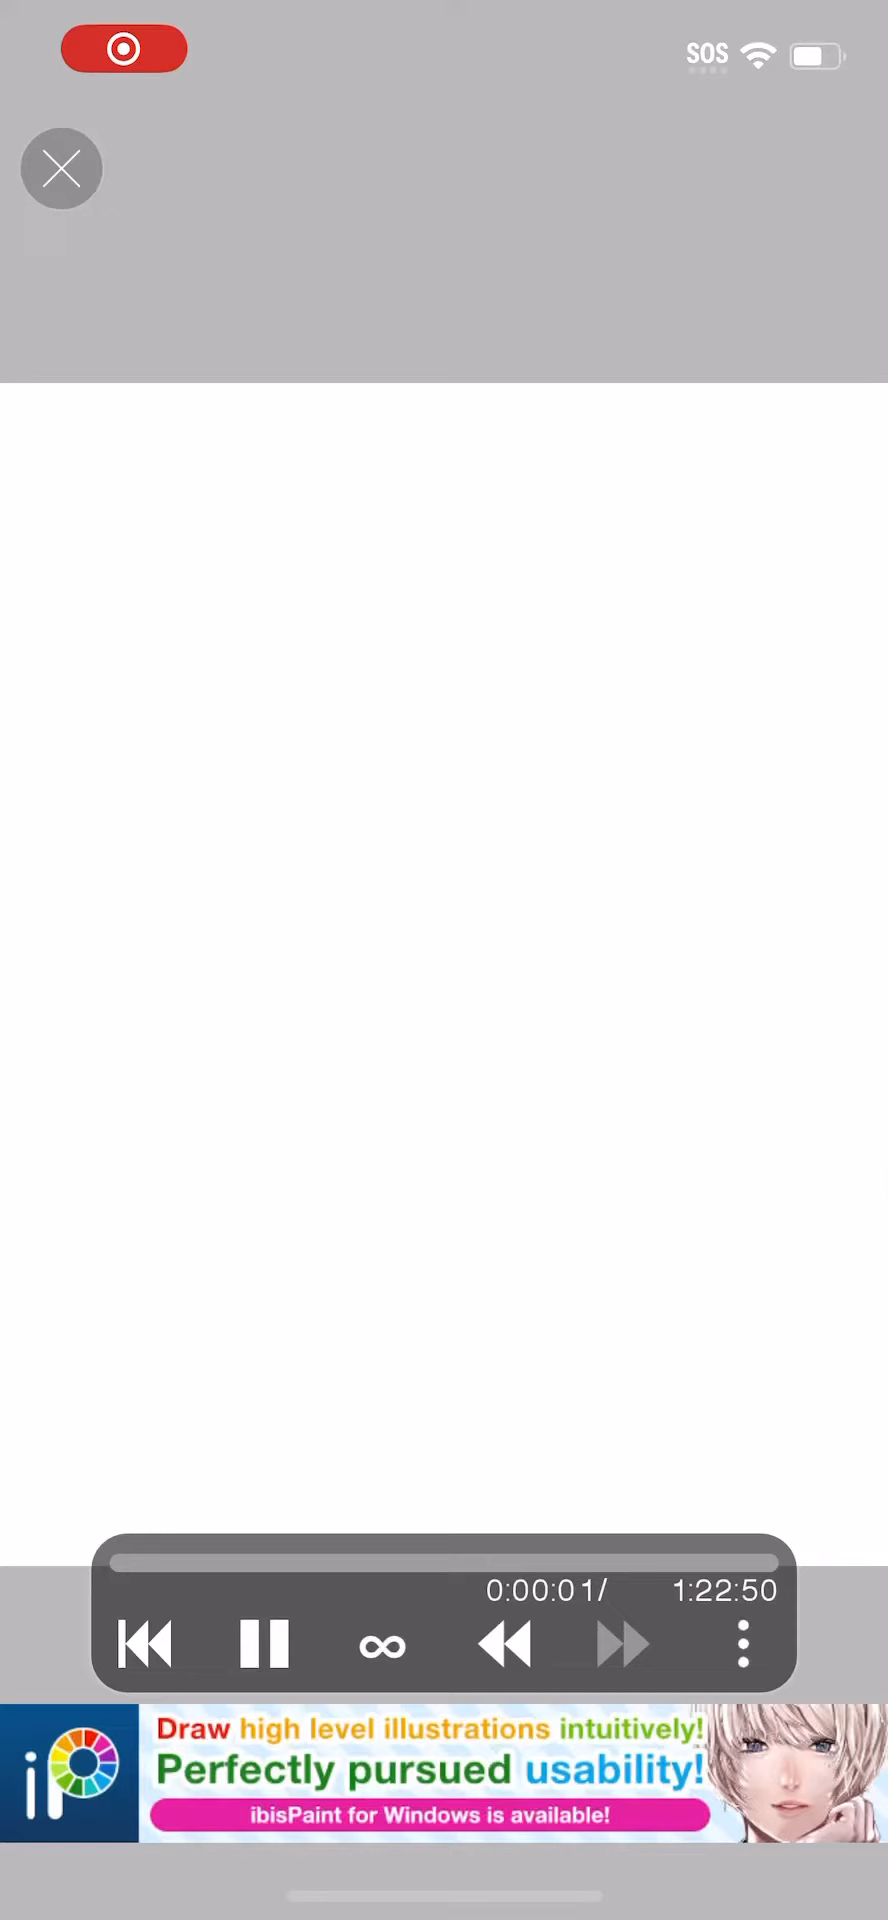 SOS
0:00:01/ 1:22:50
iP
Draw high level illustrations intuitively!
Perfectly pursued usability!
ibisPaint for Windows is available!